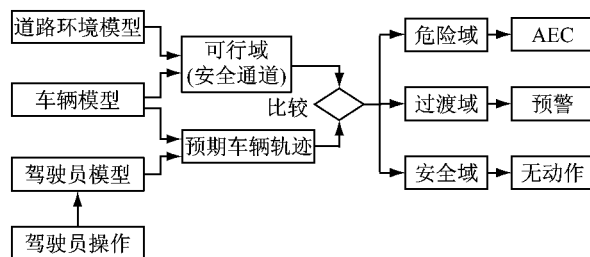 道路环境模型
车辆模型
驾驶员模型
驾驶员操作
可行域
(安全通道)
预期车辆轨迹
比较
危险域
AEC
过渡域
预警
安全域
无动作